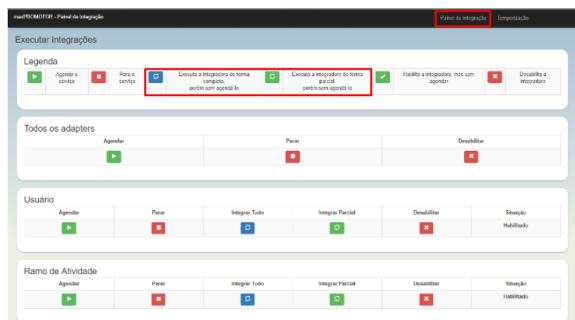 maxPROMOTOR - Painel de Integração
Painel de Integração
Temporização
Executar Integrações
Legenda
Agenda o
serviço
Para o
serviço
Executa a integradora de forma
completa,
porém sem agendá-la
Executa a integradora de forma
parcial,
porém sem agendá-la
Habilita a integradora, mas sem
agendar
Desabilita a
integradora
Todos os adapters
Agendar Parar Desabilitar
Usuário
Agendar Parar Integrar Tudo Integrar Parcial Desabilitar Situação
Habilitado
Ramo de Atividade
Agendar Parar Integrar Tudo Integrar Parcial Desabilitar Situação
Habilitado